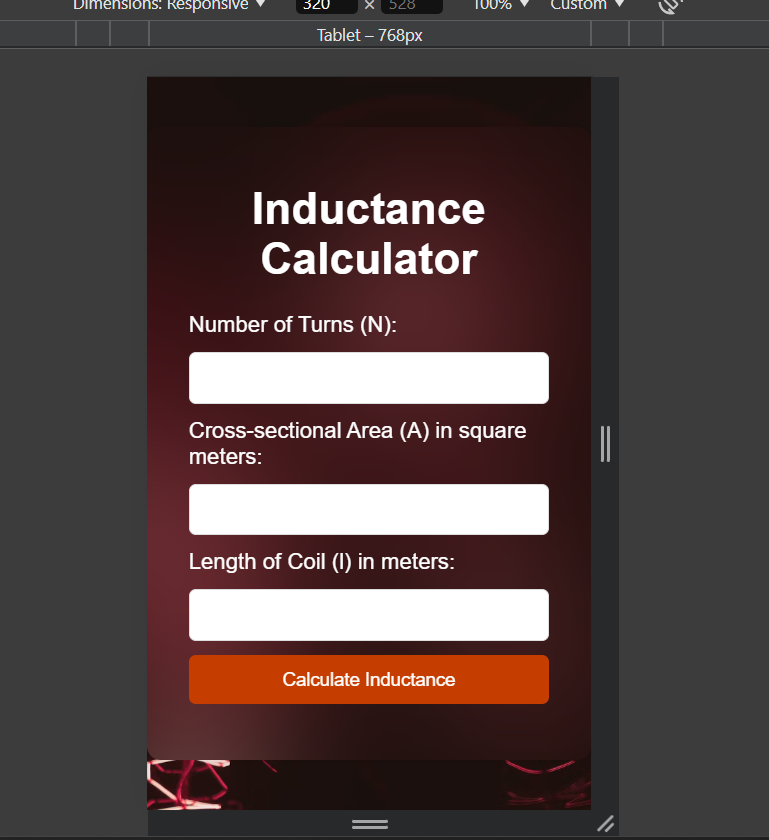 Dimensions: Responsive ▼ 320 × 528 100% ▼ Custom ▼
Tablet – 768px
Inductance
Calculator
Number of Turns (N):
Cross-sectional Area (A) in square
meters:
Length of Coil (l) in meters:
Calculate Inductance